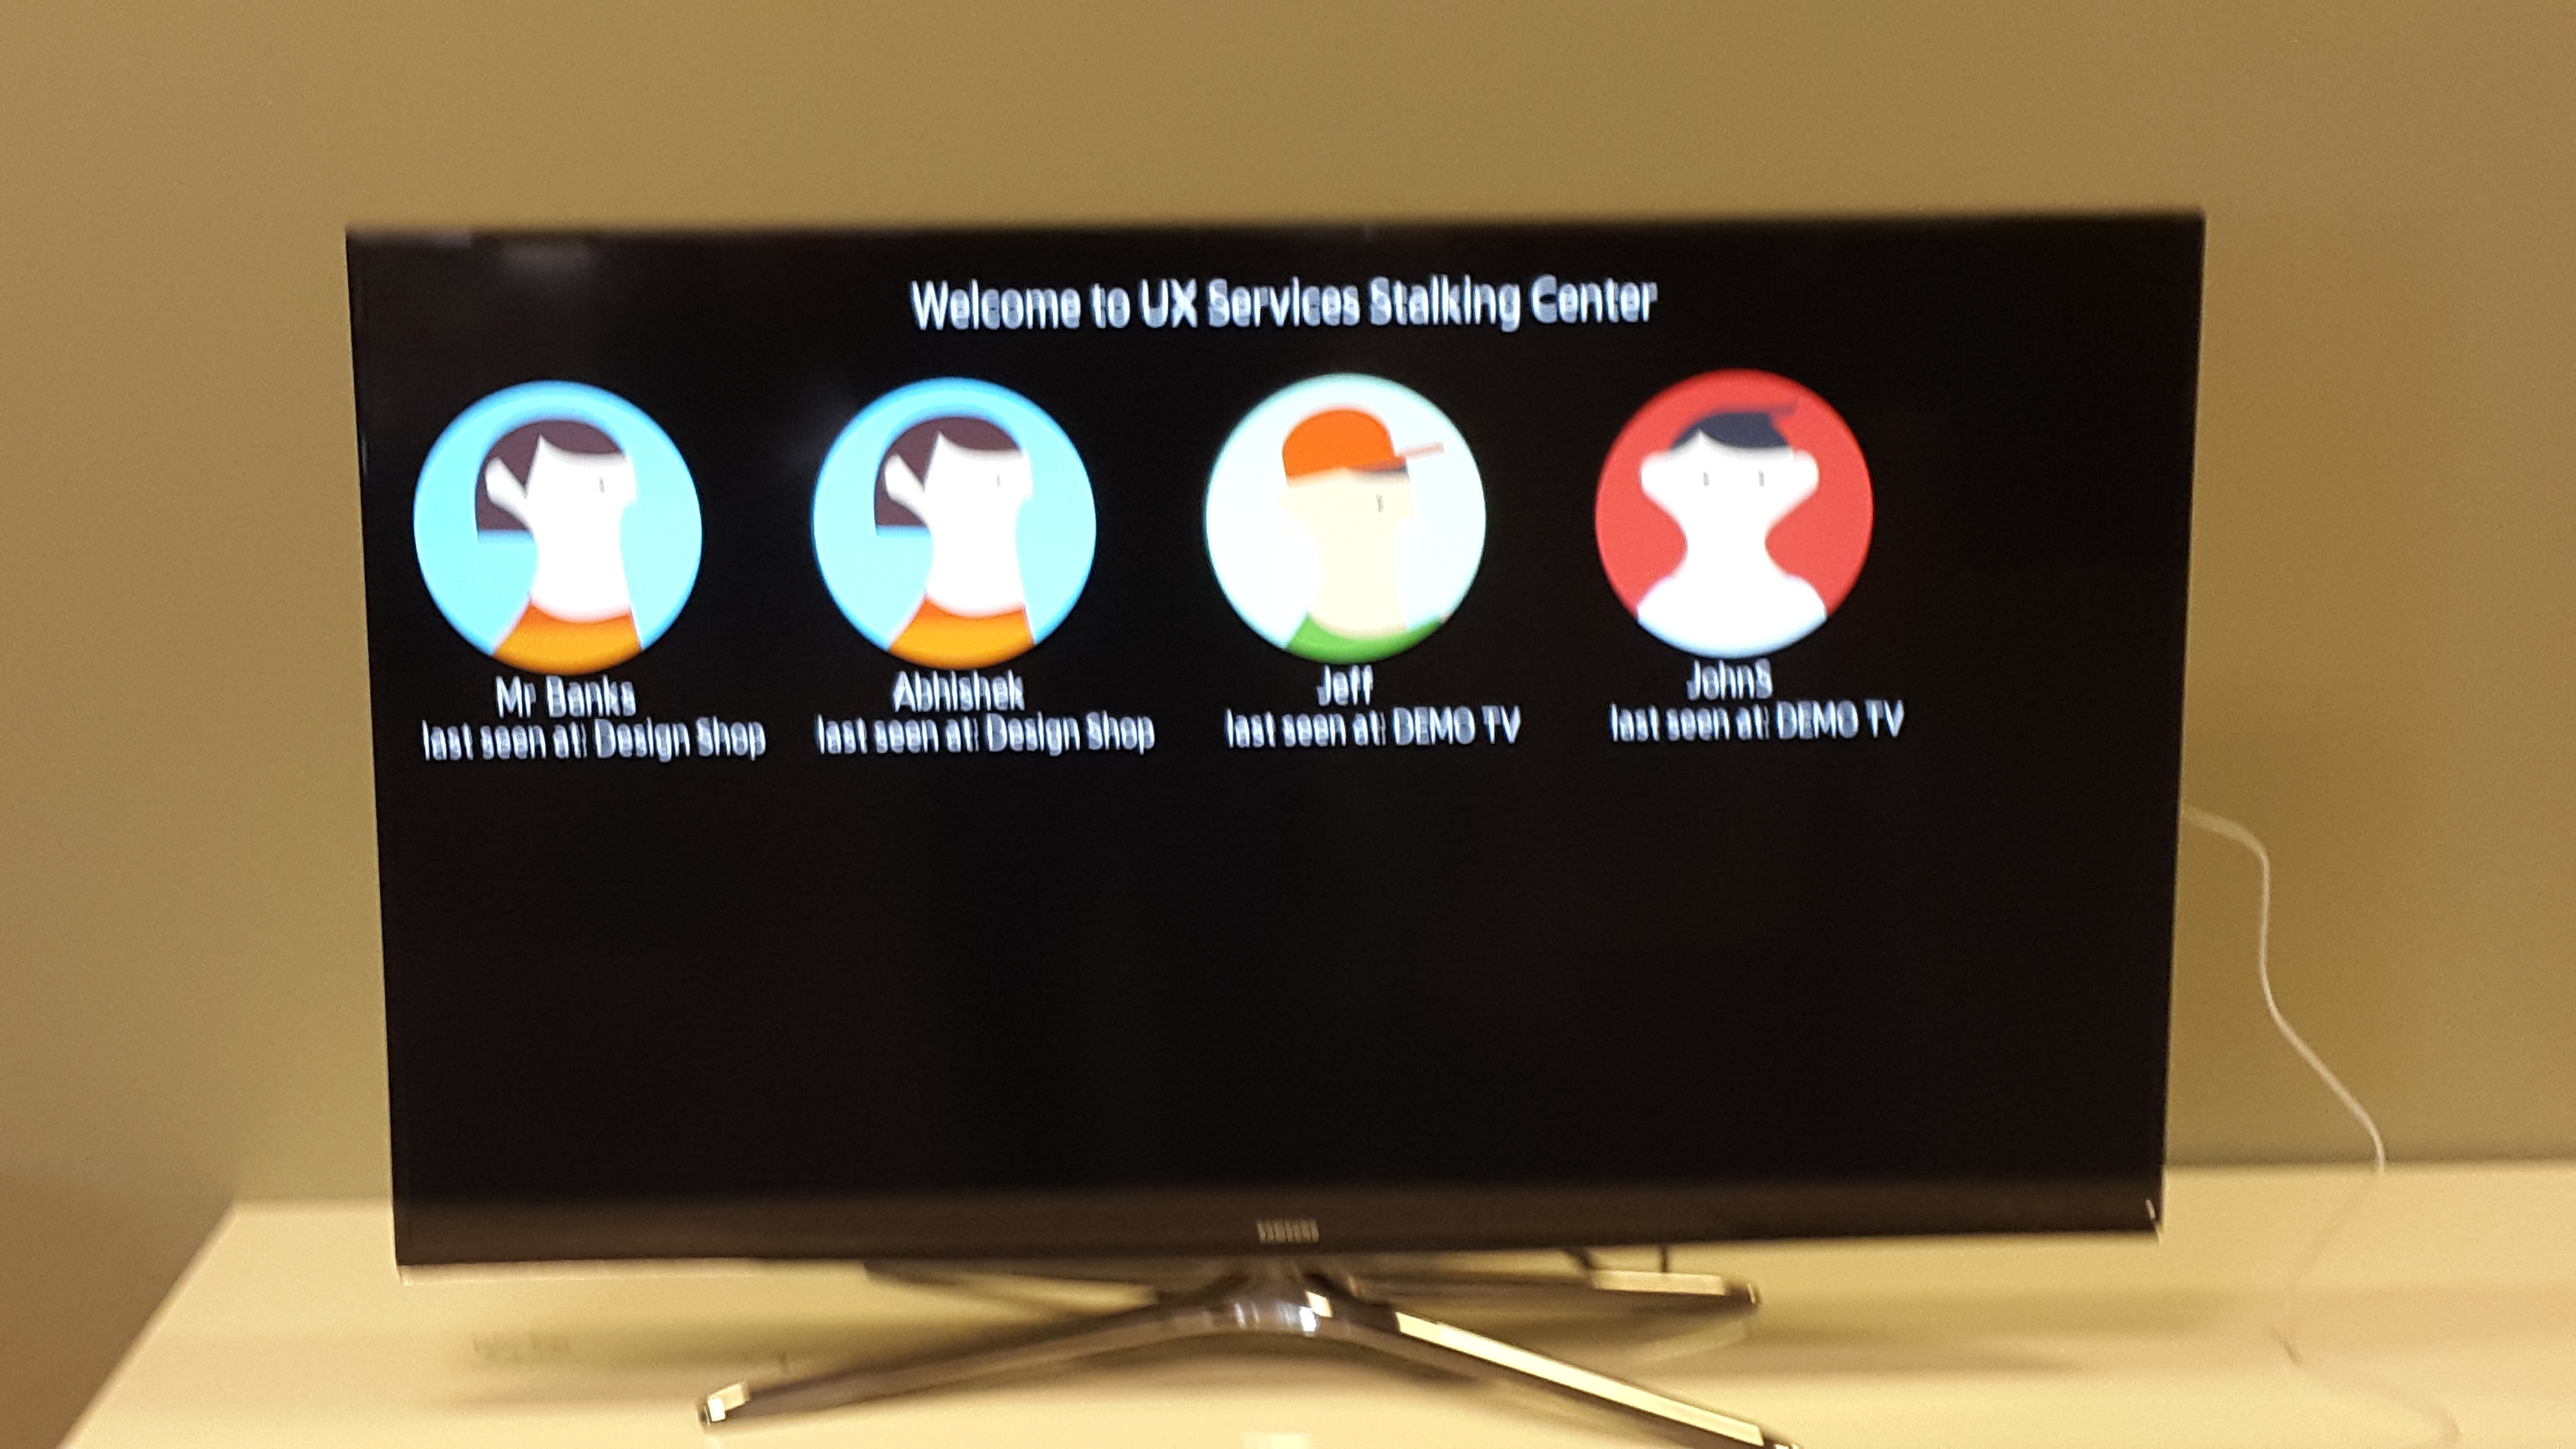 Welcome to UX Services Stalking Center
Mr Banks
last seen at: Design Shop
Abhishek
last seen at: Design Shop
Jeff
last seen at: DEMO TV
JohnS
last seen at: DEMO TV
SAMSUNG